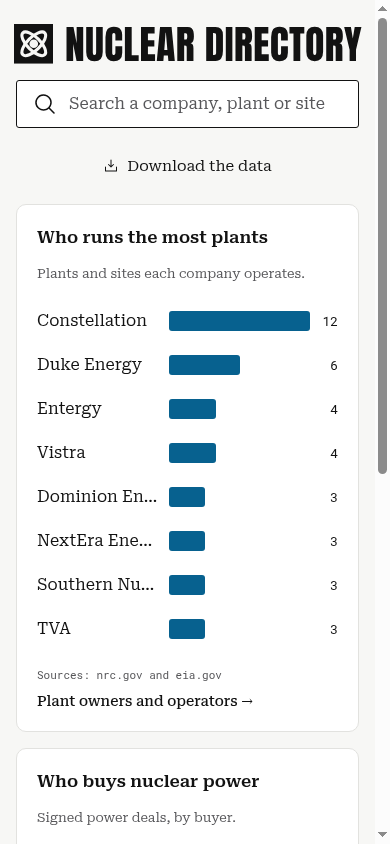 NUCLEAR DIRECTORY
Search a company, plant or site
Download the data
Who runs the most plants
Plants and sites each company operates.
Constellation 12
Duke Energy 6
Entergy 4
Vistra 4
Dominion En... 3
NextEra Ene... 3
Southern Nu... 3
TVA 3
Sources: nrc.gov and eia.gov
Plant owners and operators →
Who buys nuclear power
Signed power deals, by buyer.